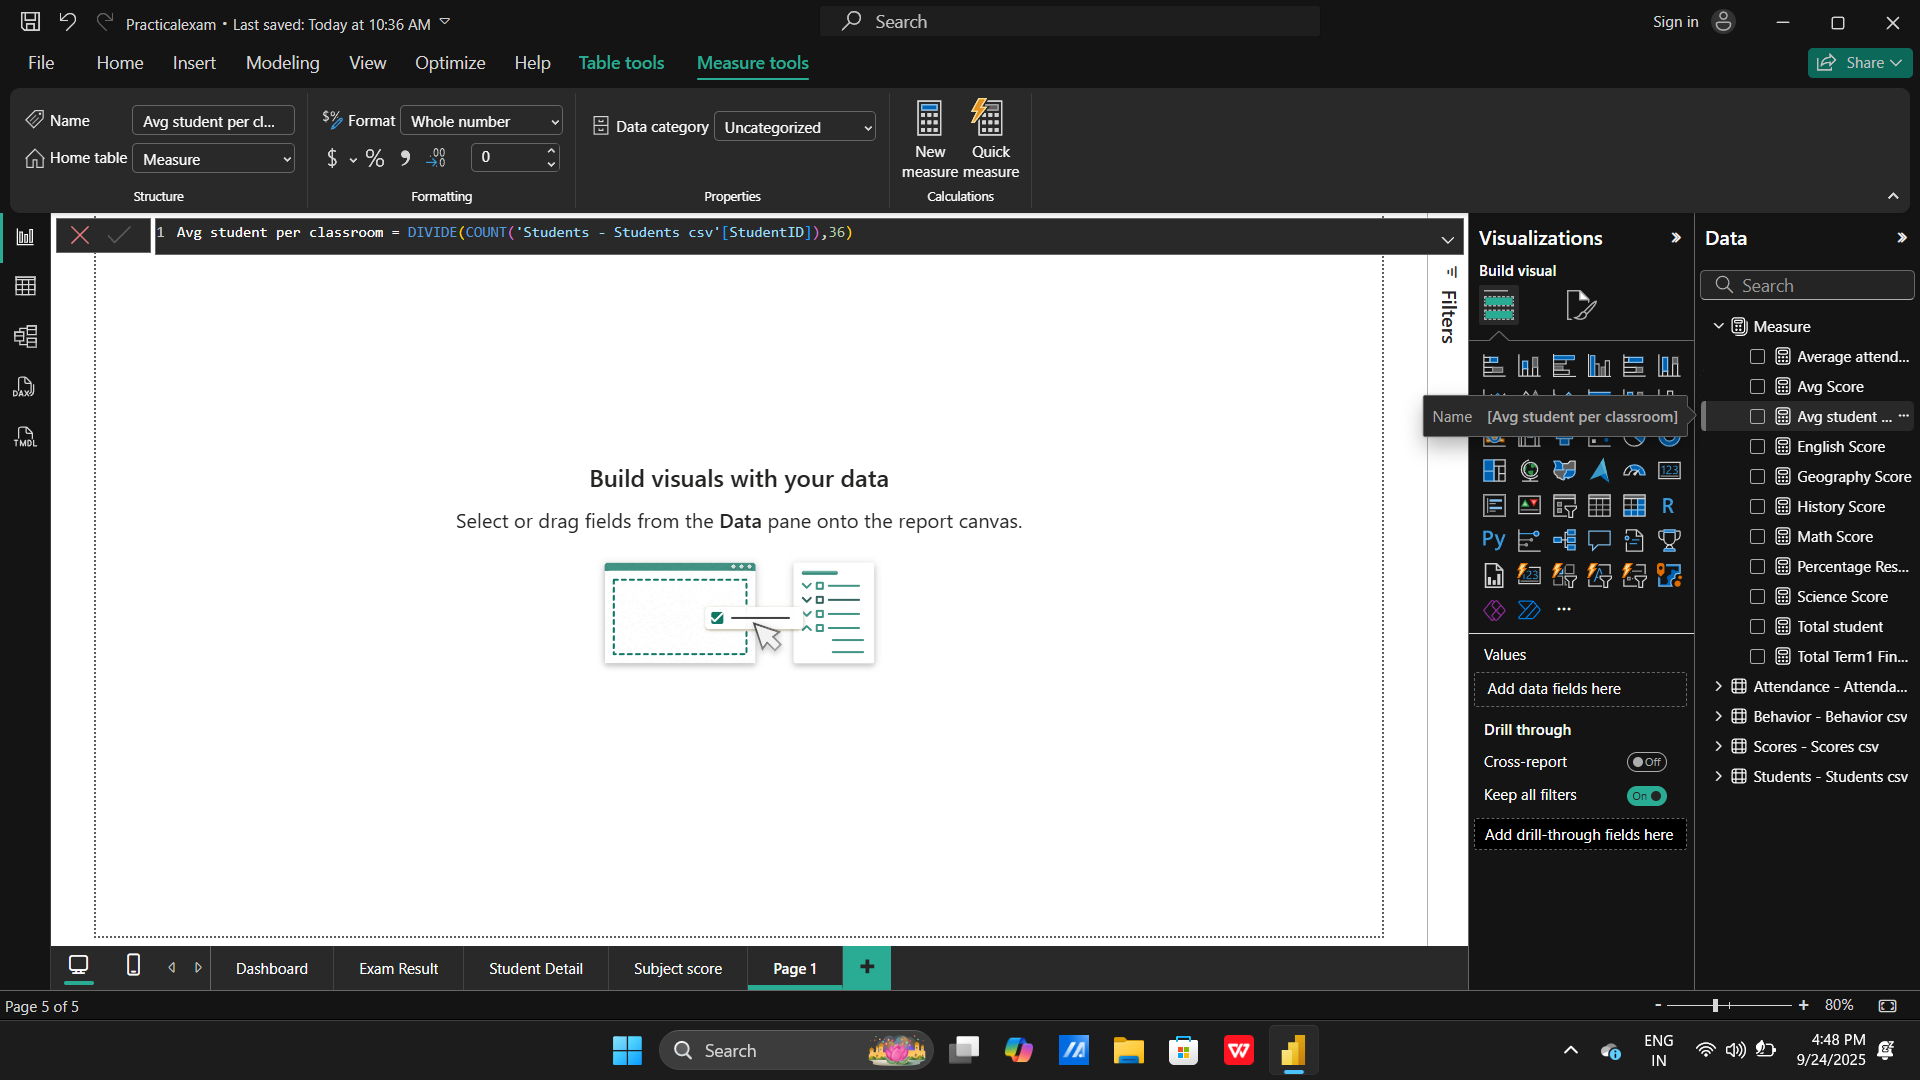 Practicalexam • Last saved: Today at 10:36 AM
Search
Sign in
File
Home
Insert
Modeling
View
Optimize
Help
Table tools
Measure tools
Share
Name
Avg student per cl...
Home table
Measure
Structure
Format
Whole number
$
%
,
.00
0
Formatting
Data category
Uncategorized
Properties
New measure
Quick measure
Calculations
1 Avg student per classroom = DIVIDE(COUNT('Students - Students csv'[StudentID]),36)
Build visuals with your data
Select or drag fields from the Data pane onto the report canvas.
Filters
Visualizations
Build visual
Name [Avg student per classroom]
123
R
Py
123
Values
Add data fields here
Drill through
Cross-report
Off
Keep all filters
On
Add drill-through fields here
Data
Search
Measure
Average attend...
Avg Score
Avg student ...
English Score
Geography Score
History Score
Math Score
Percentage Res...
Science Score
Total student
Total Term1 Fin...
Attendance - Attenda...
Behavior - Behavior csv
Scores - Scores csv
Students - Students csv
DAX
TMDL
Dashboard
Exam Result
Student Detail
Subject score
Page 1
Page 5 of 5
- + 80%
Search
ENG
IN
4:48 PM
9/24/2025